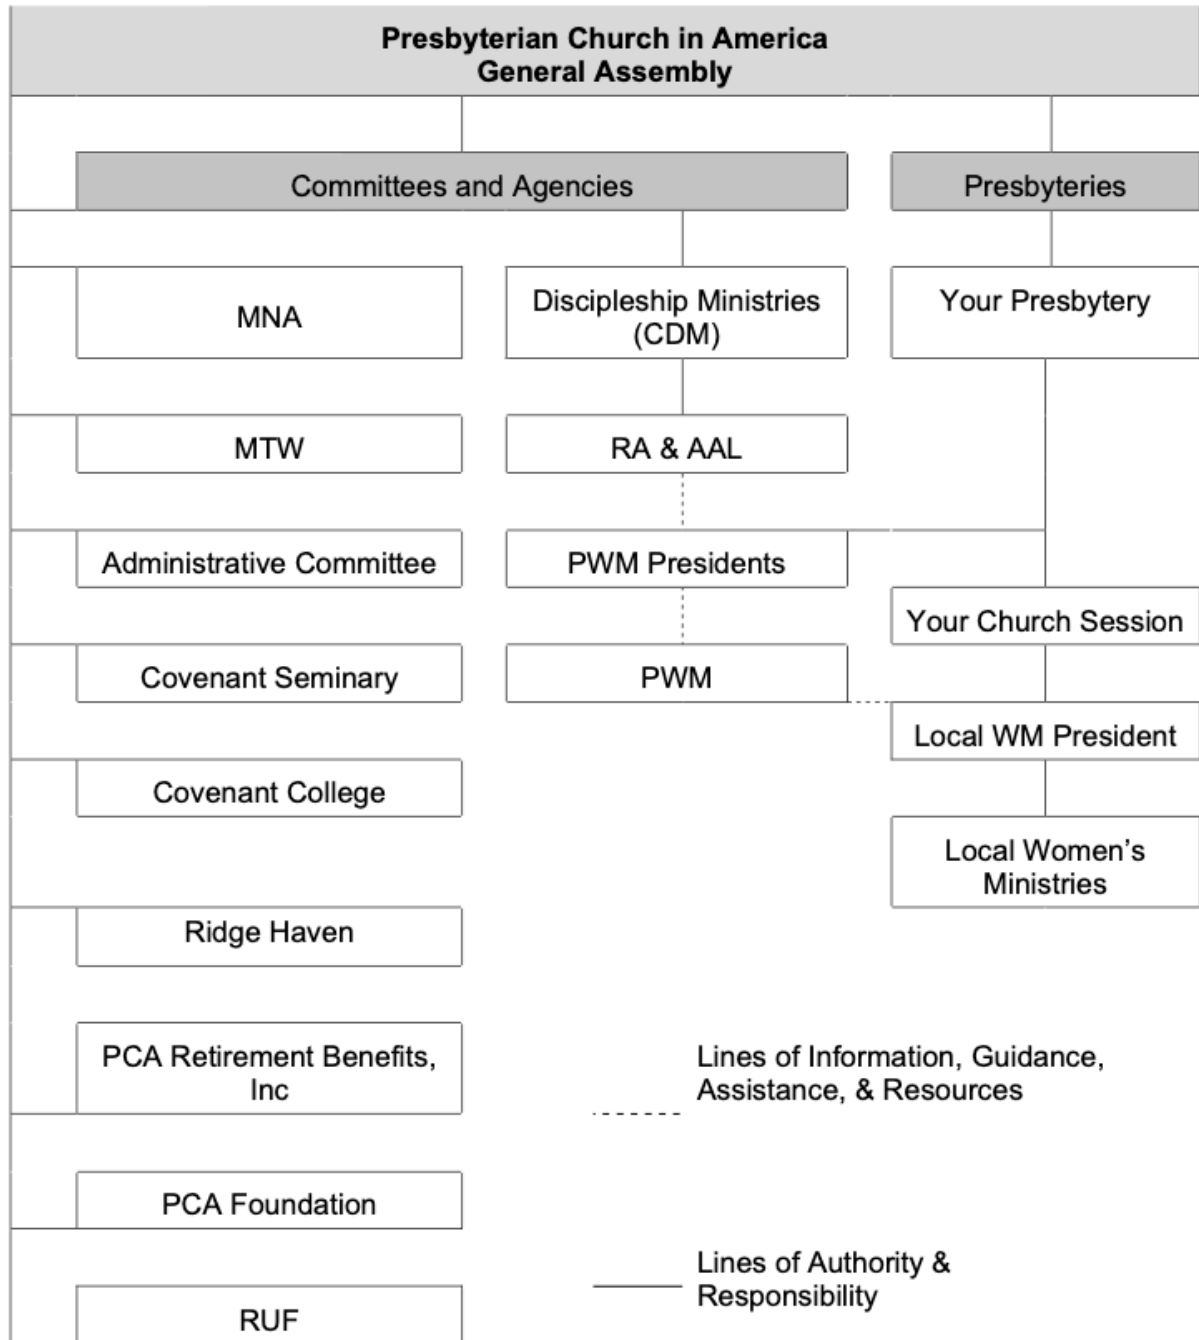 Presbyterian Church in America
General Assembly
Committees and Agencies
Presbyteries
MNA
Discipleship Ministries
(CDM)
Your Presbytery
MTW
RA & AAL
Administrative Committee
PWM Presidents
Your Church Session
Covenant Seminary
PWM
Local WM President
Covenant College
Local Women’s
Ministries
Ridge Haven
PCA Retirement Benefits,
Inc
Lines of Information, Guidance,
Assistance, & Resources
PCA Foundation
Lines of Authority &
Responsibility
RUF